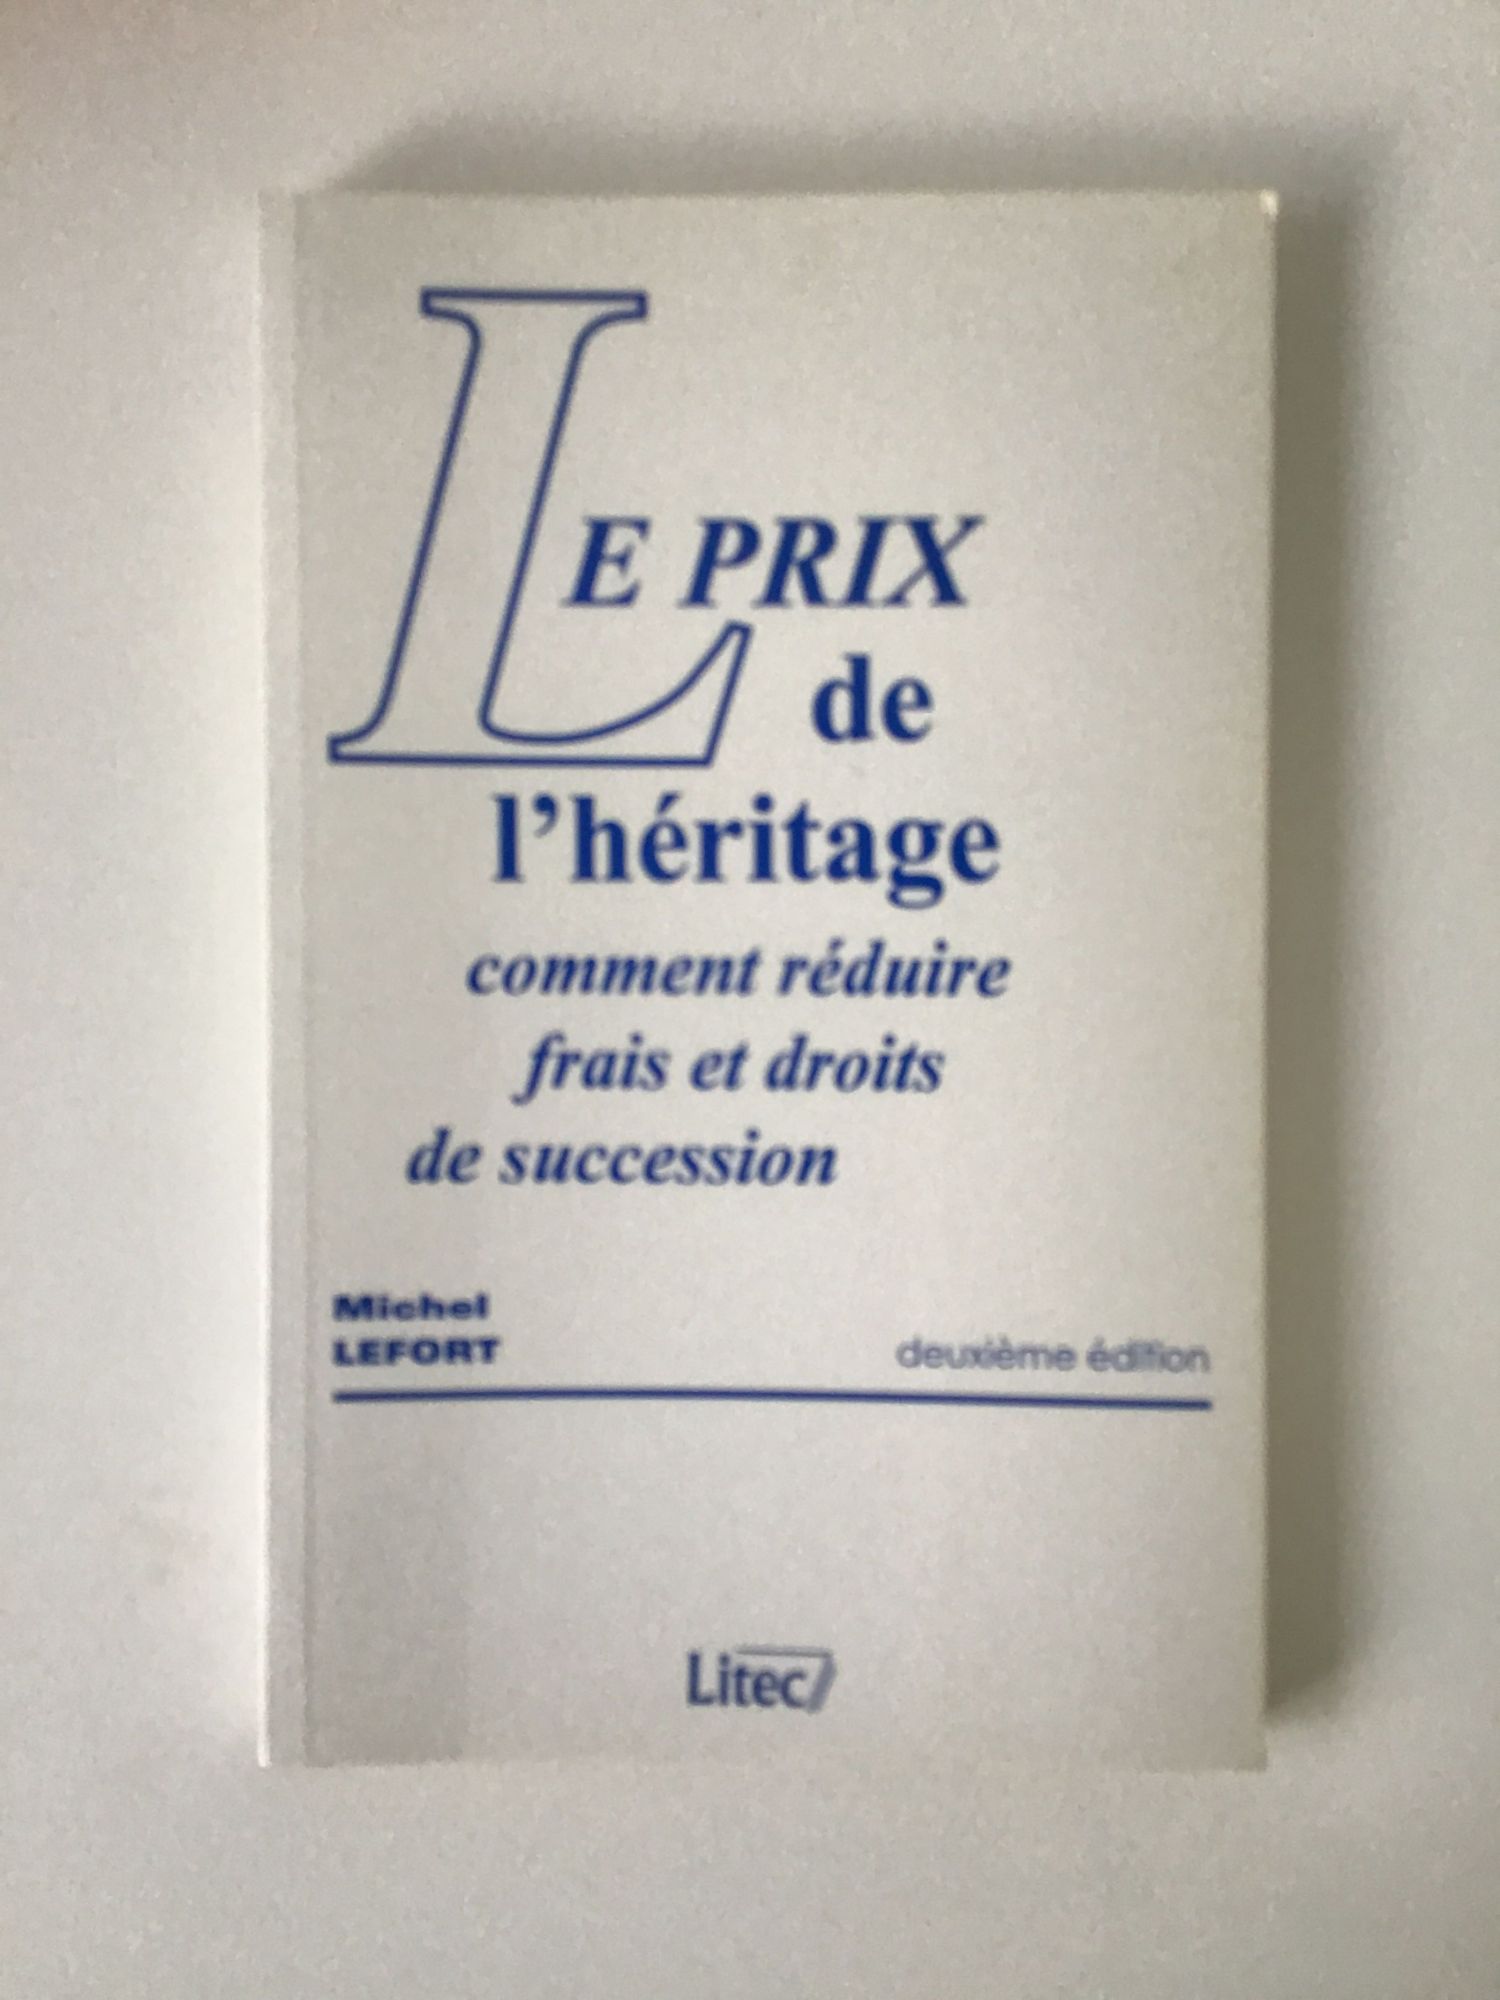 LE PRIX
de
l’héritage
comment réduire
frais et droits
de succession
Michel
LEFORT
deuxième édition
Litec